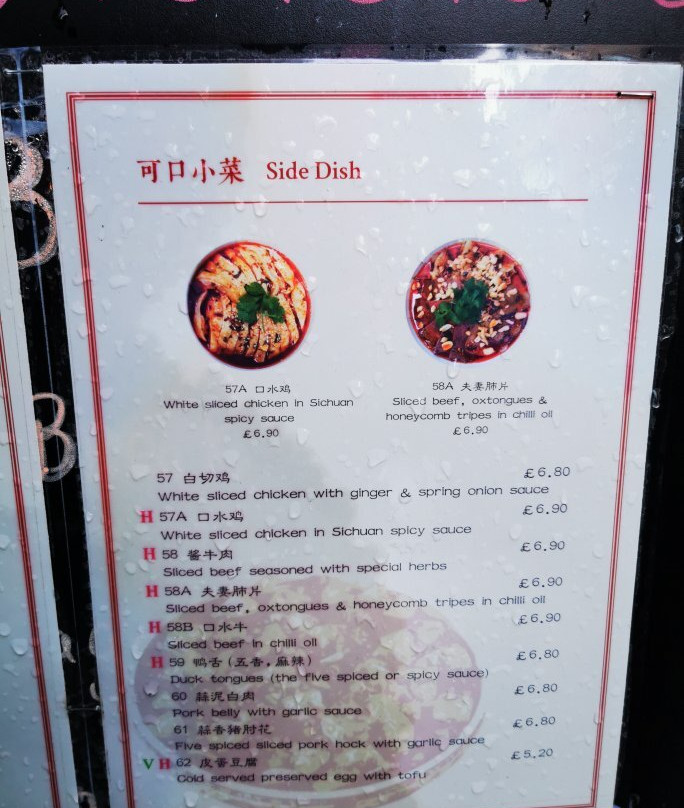 可口小菜 Side Dish
57A 口水鸡
White sliced chicken in Sichuan
spicy sauce
£6.90
58A 夫妻肺片
Sliced beef, oxtongues &
honeycomb tripes in chilli oil
£6.90
57 白切鸡 £6.80
White sliced chicken with ginger & spring onion sauce
H 57A 口水鸡 £6.90
White sliced chicken in Sichuan spicy sauce
H 58 酱牛肉 £6.90
Sliced beef seasoned with special herbs
H 58A 夫妻肺片 £6.90
Sliced beef, oxtongues & honeycomb tripes in chilli oil
H 58B 口水牛 £6.90
Sliced beef in chilli oil
H 59 鸭舌 (五香，麻辣) £6.80
Duck tongues (the five spiced or spicy sauce)
60 蒜泥白肉 £6.80
Pork belly with garlic sauce
61 蒜香猪肘花 £6.80
Five spiced sliced pork hock with garlic sauce
V H 62 皮蛋豆腐 £5.20
Cold served preserved egg with tofu